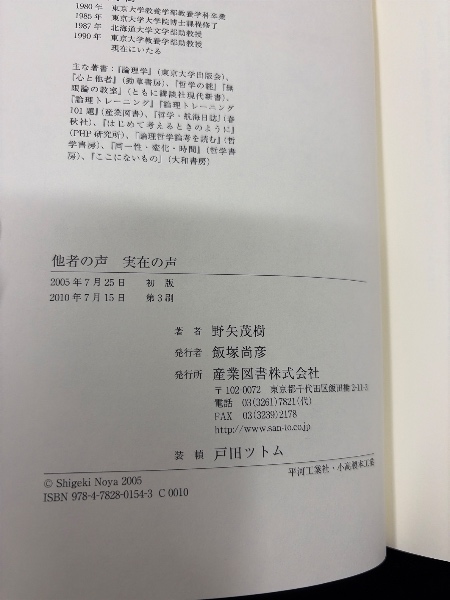 1980年 東京大学教養学部教養学科卒業
1985年 東京大学大学院博士課程修了
1987年 北海道大学文学部助教授
1990年 東京大学教養学部助教授
現在にいたる
主な著書：『論理学』(東京大学出版会)、
『心と他者』(勁草書房)、『哲学の謎』『無
限論の教室』(ともに講談社現代新書)、
『論理トレーニング』『論理トレーニング
101題』(産業図書)、『哲学・航海日誌』(春
秋社)、『はじめて考えるときのように』
(PHP研究所)、『論理哲学論考を読む』(哲
学書房)、『同一性・変化・時間』(哲学書
房)、『ここにないもの』(大和書房)
他者の声 実在の声
2005年7月25日 初 版
2010年7月15日 第3刷
著 者 野矢茂樹
発行者 飯塚尚彦
発行所 産業図書株式会社
〒102-0072 東京都千代田区飯田橋2-11-3
電話 03(3261)7821(代)
FAX 03(3239)2178
http://www.san-to.co.jp
装 幀 戸田ツトム
平河工業社・小高製本工業
© Shigeki Noya 2005
ISBN 978-4-7828-0154-3 C 0010